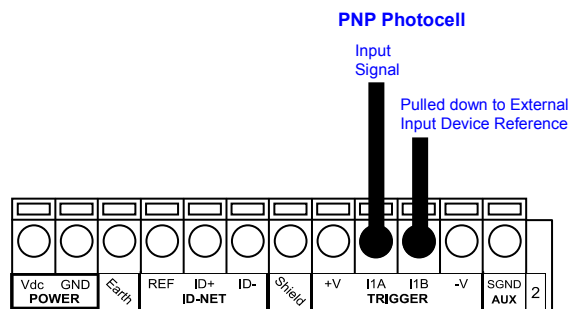 PNP Photocell
Input
Signal
Pulled down to External
Input Device Reference
Vdc GND Earth REF ID+ ID- Shield +V I1A I1B -V SGND 2
POWER ID-NET TRIGGER AUX